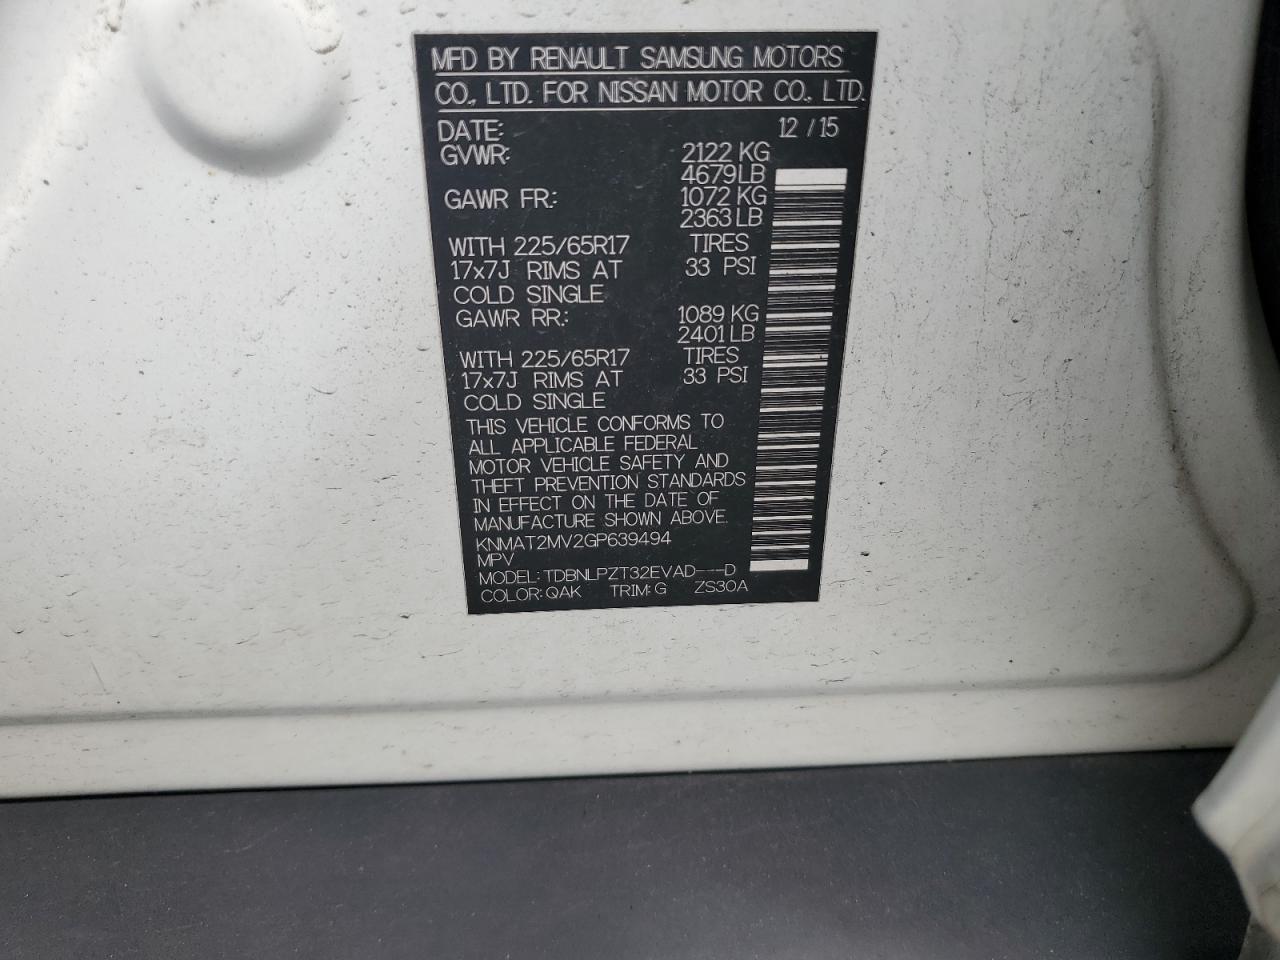 MFD BY RENAULT SAMSUNG MOTORS
CO., LTD. FOR NISSAN MOTOR CO., LTD.
DATE: 12 / 15
GVWR: 2122 KG
4679 LB
GAWR FR.: 1072 KG
2363 LB
WITH 225/65R17 TIRES
17x7J RIMS AT 33 PSI
COLD SINGLE
GAWR RR.: 1089 KG
2401 LB
WITH 225/65R17 TIRES
17x7J RIMS AT 33 PSI
COLD SINGLE
THIS VEHICLE CONFORMS TO
ALL APPLICABLE FEDERAL
MOTOR VEHICLE SAFETY AND
THEFT PREVENTION STANDARDS
IN EFFECT ON THE DATE OF
MANUFACTURE SHOWN ABOVE.
KNMAT2MV2GP639494
MPV
MODEL: TDBNLPZT32EVAD---D
COLOR: QAK TRIM: G ZS30A